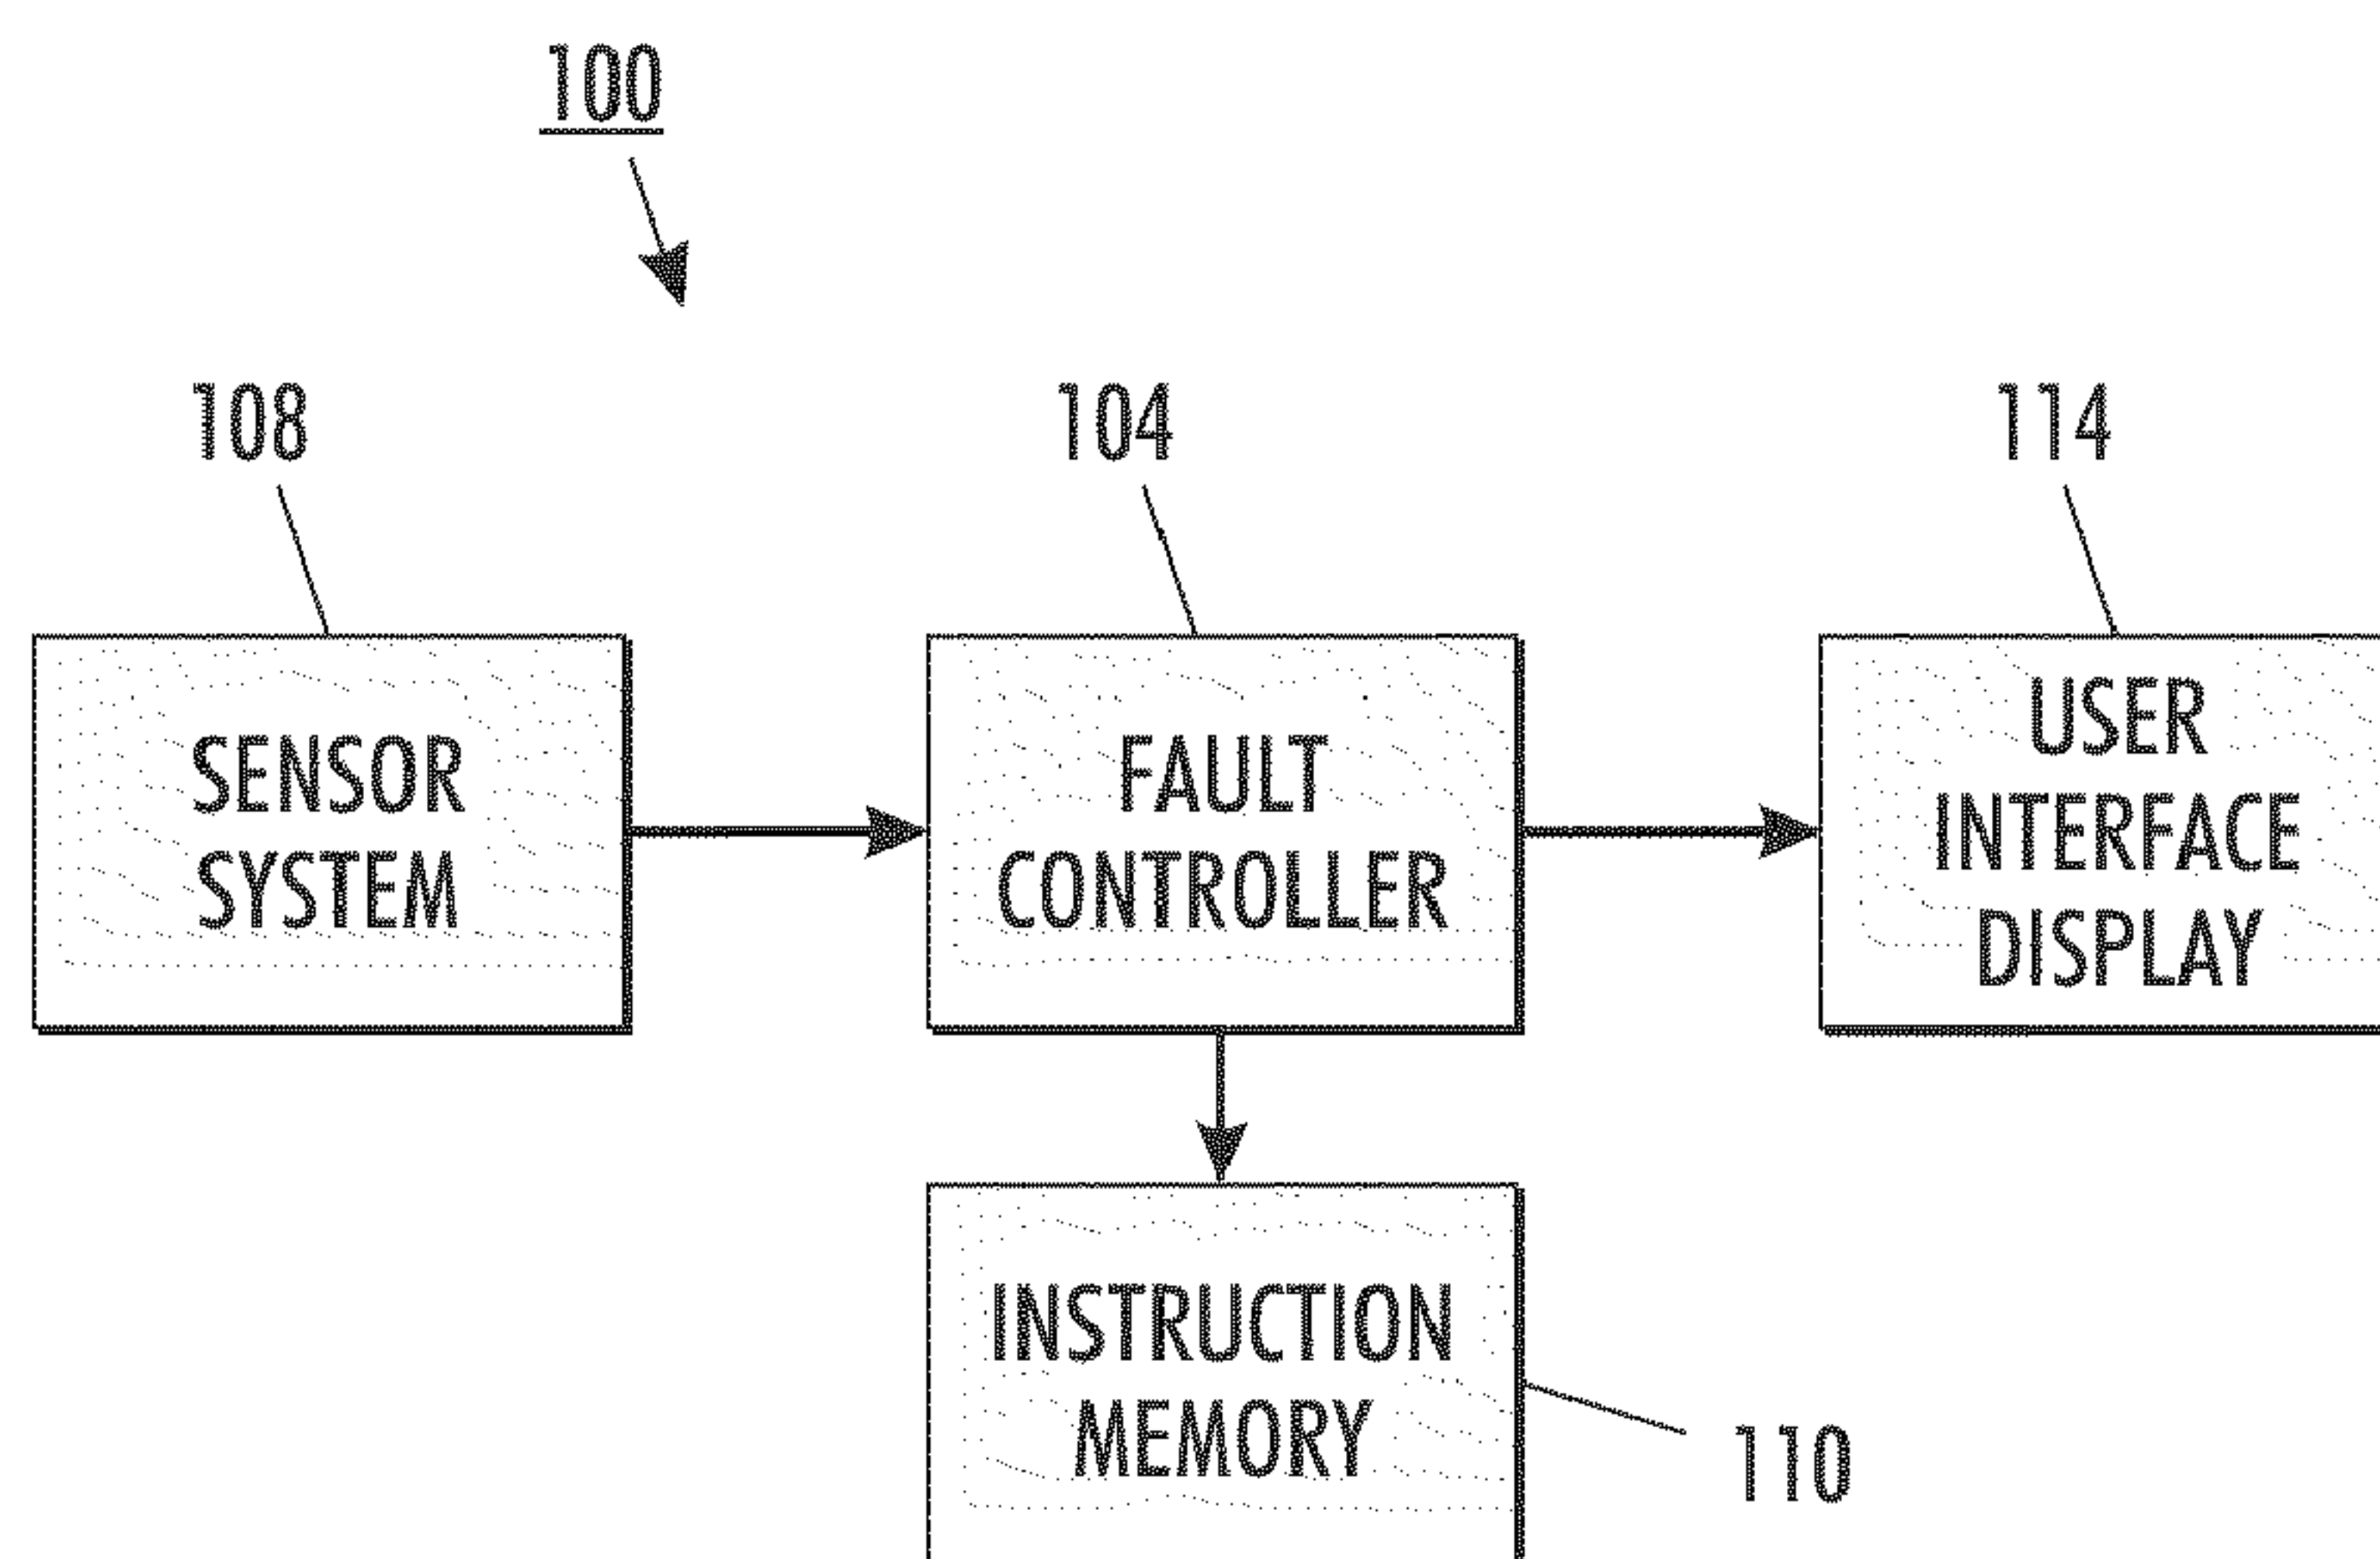 100
108
104
114
SENSOR
SYSTEM
FAULT
CONTROLLER
USER
INTERFACE
DISPLAY
INSTRUCTION
MEMORY
110